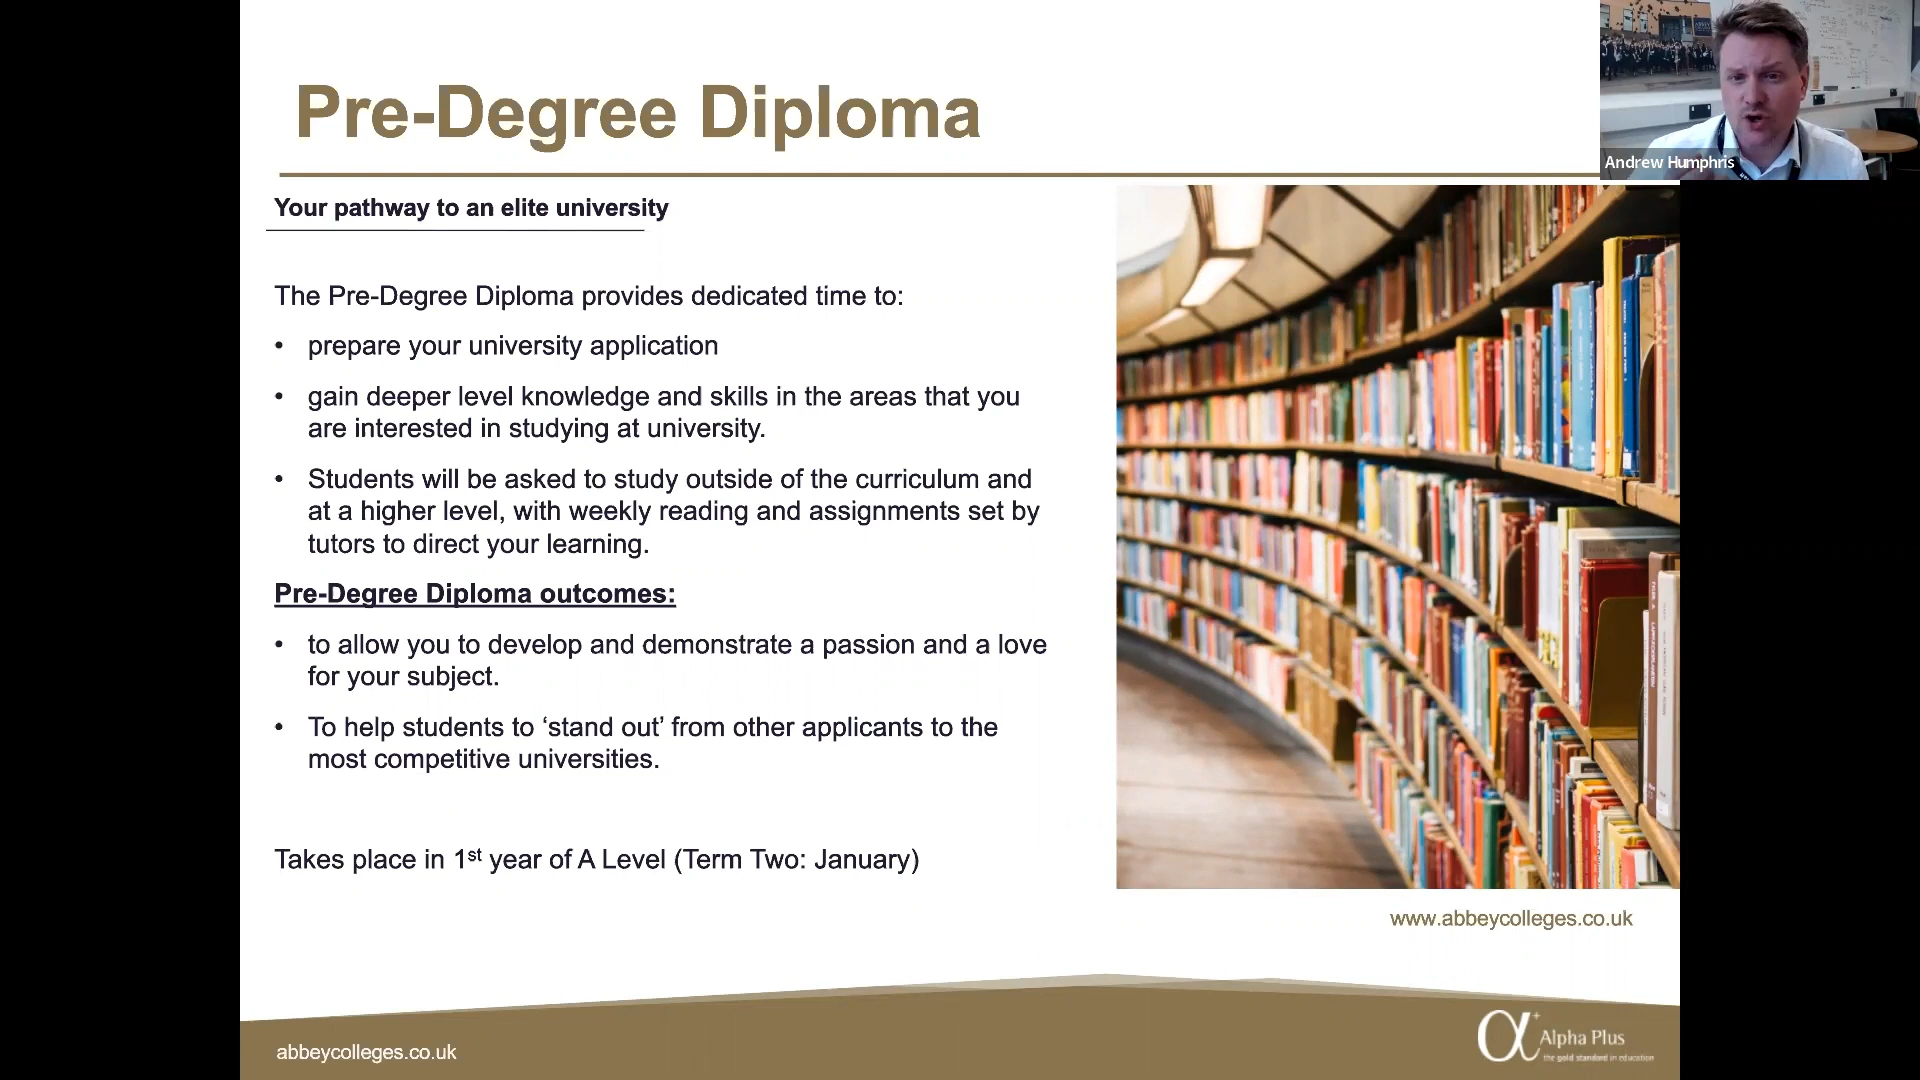 Pre-Degree Diploma
Andrew Humphris
Your pathway to an elite university
The Pre-Degree Diploma provides dedicated time to:
• prepare your university application
• gain deeper level knowledge and skills in the areas that you
are interested in studying at university.
• Students will be asked to study outside of the curriculum and
at a higher level, with weekly reading and assignments set by
tutors to direct your learning.
Pre-Degree Diploma outcomes:
• to allow you to develop and demonstrate a passion and a love
for your subject.
• To help students to ‘stand out’ from other applicants to the
most competitive universities.
Takes place in 1st year of A Level (Term Two: January)
www.abbeycolleges.co.uk
abbeycolleges.co.uk
α+ Alpha Plus
the gold standard in education